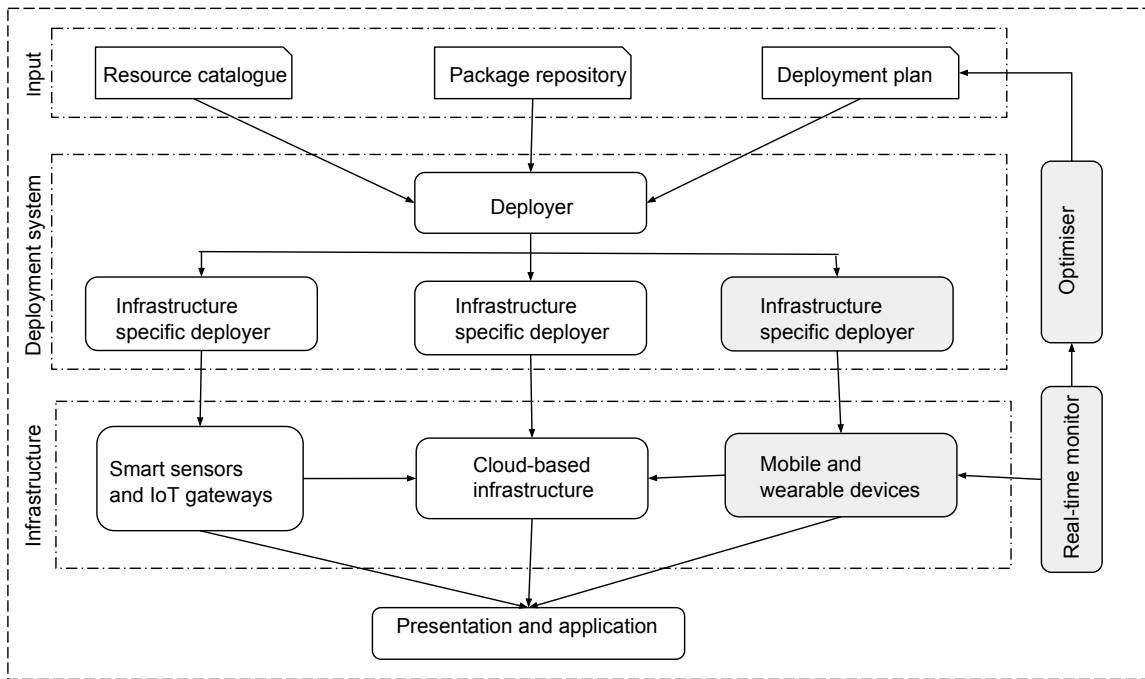 Input
Resource catalogue
Package repository
Deployment plan
Deployment system
Deployer
Optimiser
Infrastructure
specific deployer
Infrastructure
specific deployer
Infrastructure
specific deployer
Infrastructure
Smart sensors
and IoT gateways
Cloud-based
infrastructure
Mobile and
wearable devices
Real-time monitor
Presentation and application